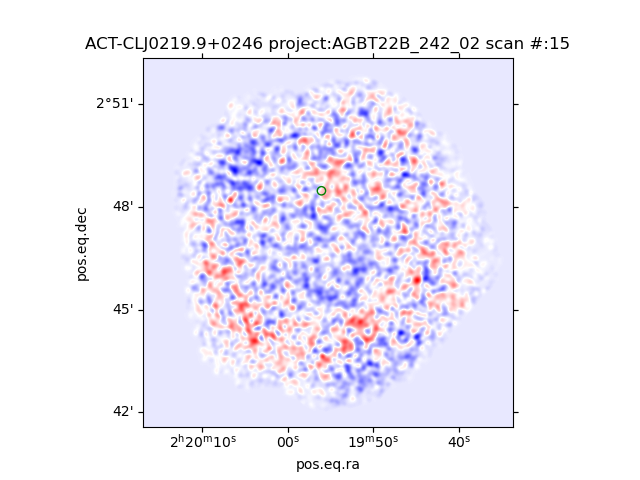 ACT-CLJ0219.9+0246 project:AGBT22B_242_02 scan #:15
2°51'
48'
45'
42'
pos.eq.dec
2h20m10s 00s 19m50s 40s
pos.eq.ra